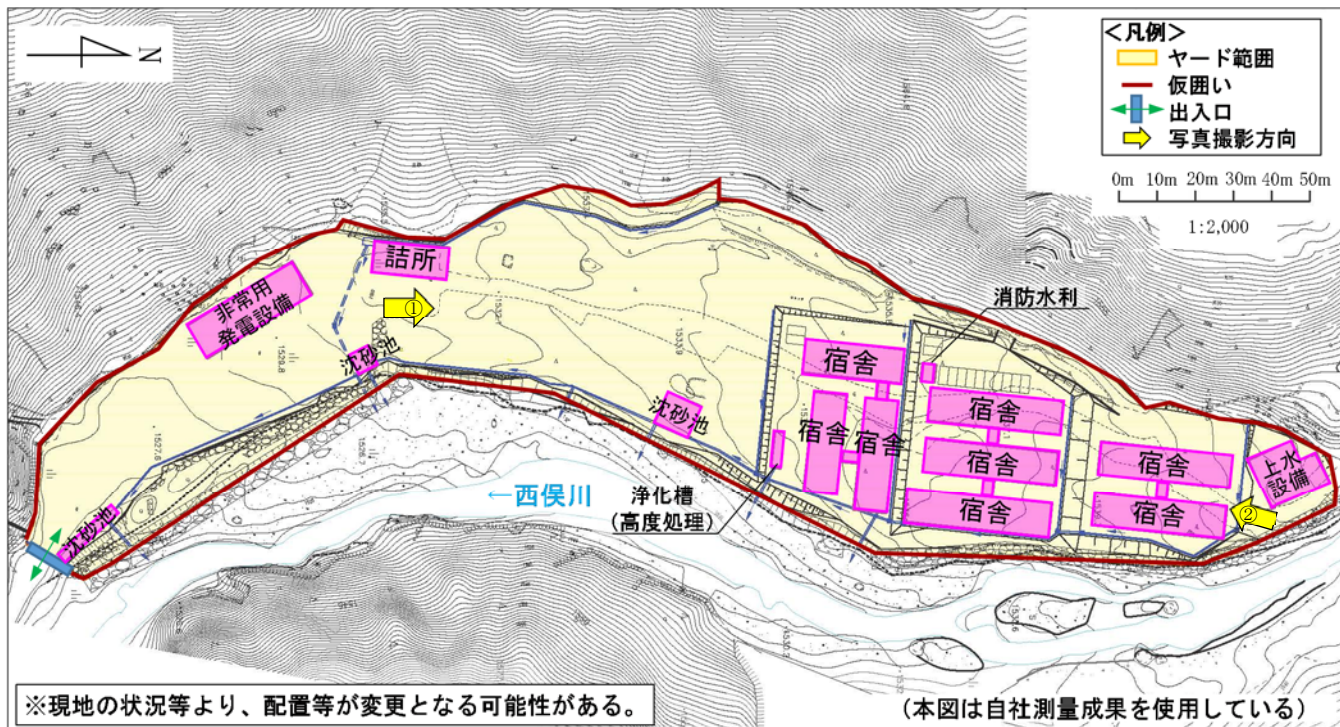 N
<凡例>
ヤード範囲
仮囲い
出入口
写真撮影方向
0m 10m 20m 30m 40m 50m
1:2,000
詰所
非常用
発電設備
①
沈砂池
消防水利
宿舎
宿舎
宿舎
沈砂池
宿舎
宿舎
宿舎
宿舎
宿舎
上水
設備
②
←西俣川
浄化槽
(高度処理)
沈砂池
1529.8
1527.6
1533.9
※現地の状況等より、配置等が変更となる可能性がある。
(本図は自社測量成果を使用している)